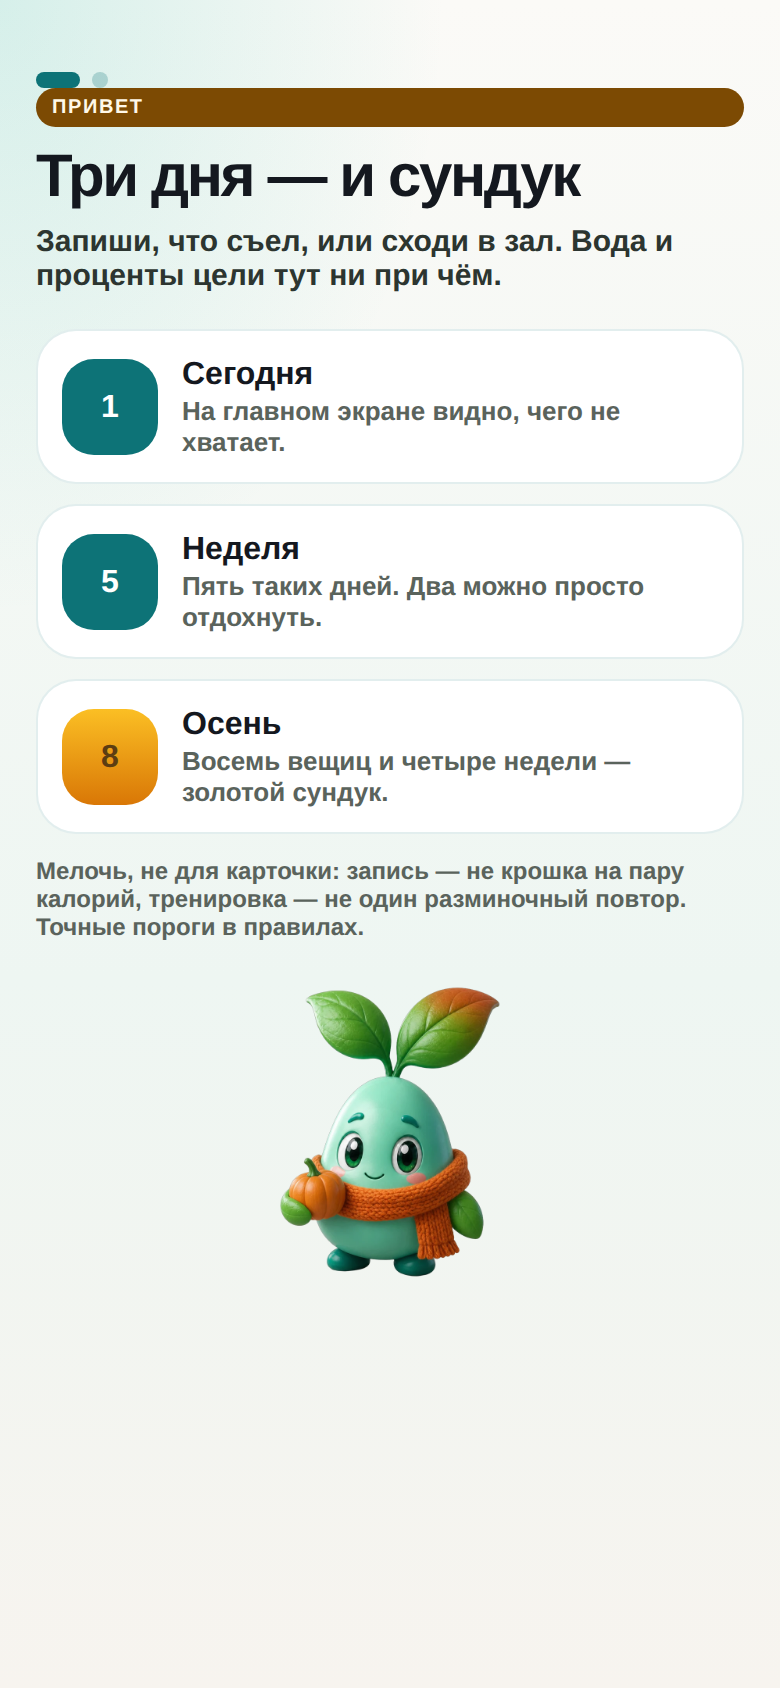 ПРИВЕТ
Три дня — и сундук
Запиши, что съел, или сходи в зал. Вода и
проценты цели тут ни при чём.
1
Сегодня
На главном экране видно, чего не
хватает.
5
Неделя
Пять таких дней. Два можно просто
отдохнуть.
8
Осень
Восемь вещиц и четыре недели —
золотой сундук.
Мелочь, не для карточки: запись — не крошка на пару
калорий, тренировка — не один разминочный повтор.
Точные пороги в правилах.